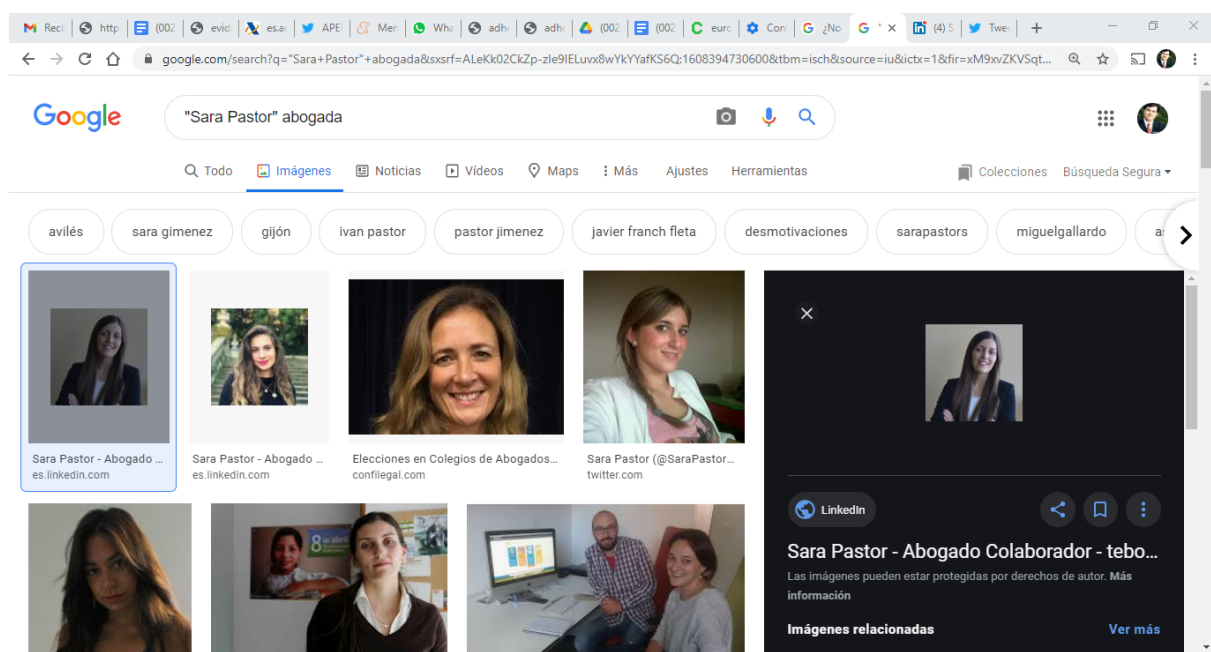 Reci http (002 evid es.a APE Men Wha adh adh (002 (002 eurc Con ¿No " (4) S Twe
google.com/search?q="Sara+Pastor"+abogada&sxsrf=ALeKk02CkZp-zle9IELuvx8wYkYYafKS6Q:1608394730600&tbm=isch&source=iu&ictx=1&fir=xM9xvZKVSqt...
Google
"Sara Pastor" abogada
Todo Imágenes Noticias Vídeos Maps Más Ajustes Herramientas Colecciones Búsqueda Segura
avilés sara gimenez gijón ivan pastor pastor jimenez javier franch fleta desmotivaciones sarapastors miguelgallardo
Sara Pastor - Abogado ...
es.linkedin.com
Sara Pastor - Abogado ...
es.linkedin.com
Elecciones en Colegios de Abogados...
confilegal.com
Sara Pastor (@SaraPastor...
twitter.com
8 de abril
LinkedIn
Sara Pastor - Abogado Colaborador - tebo...
Las imágenes pueden estar protegidas por derechos de autor. Más
información
Imágenes relacionadas Ver más